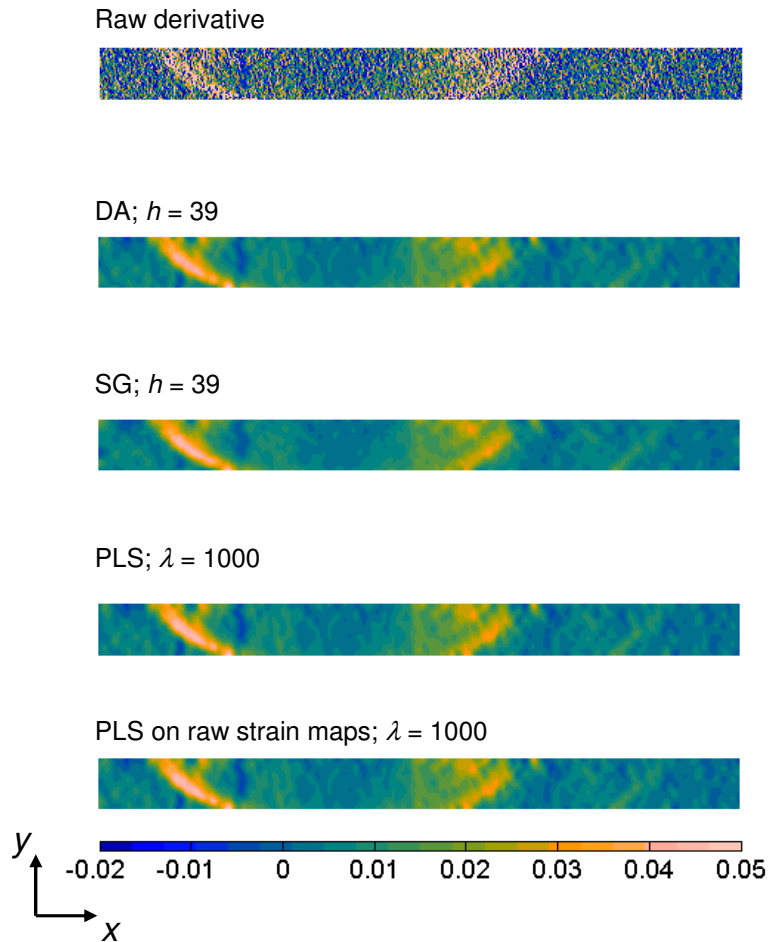 Raw derivative
DA; h = 39
SG; h = 39
PLS; λ = 1000
PLS on raw strain maps; λ = 1000
-0.02 -0.01 0 0.01 0.02 0.03 0.04 0.05
y
x